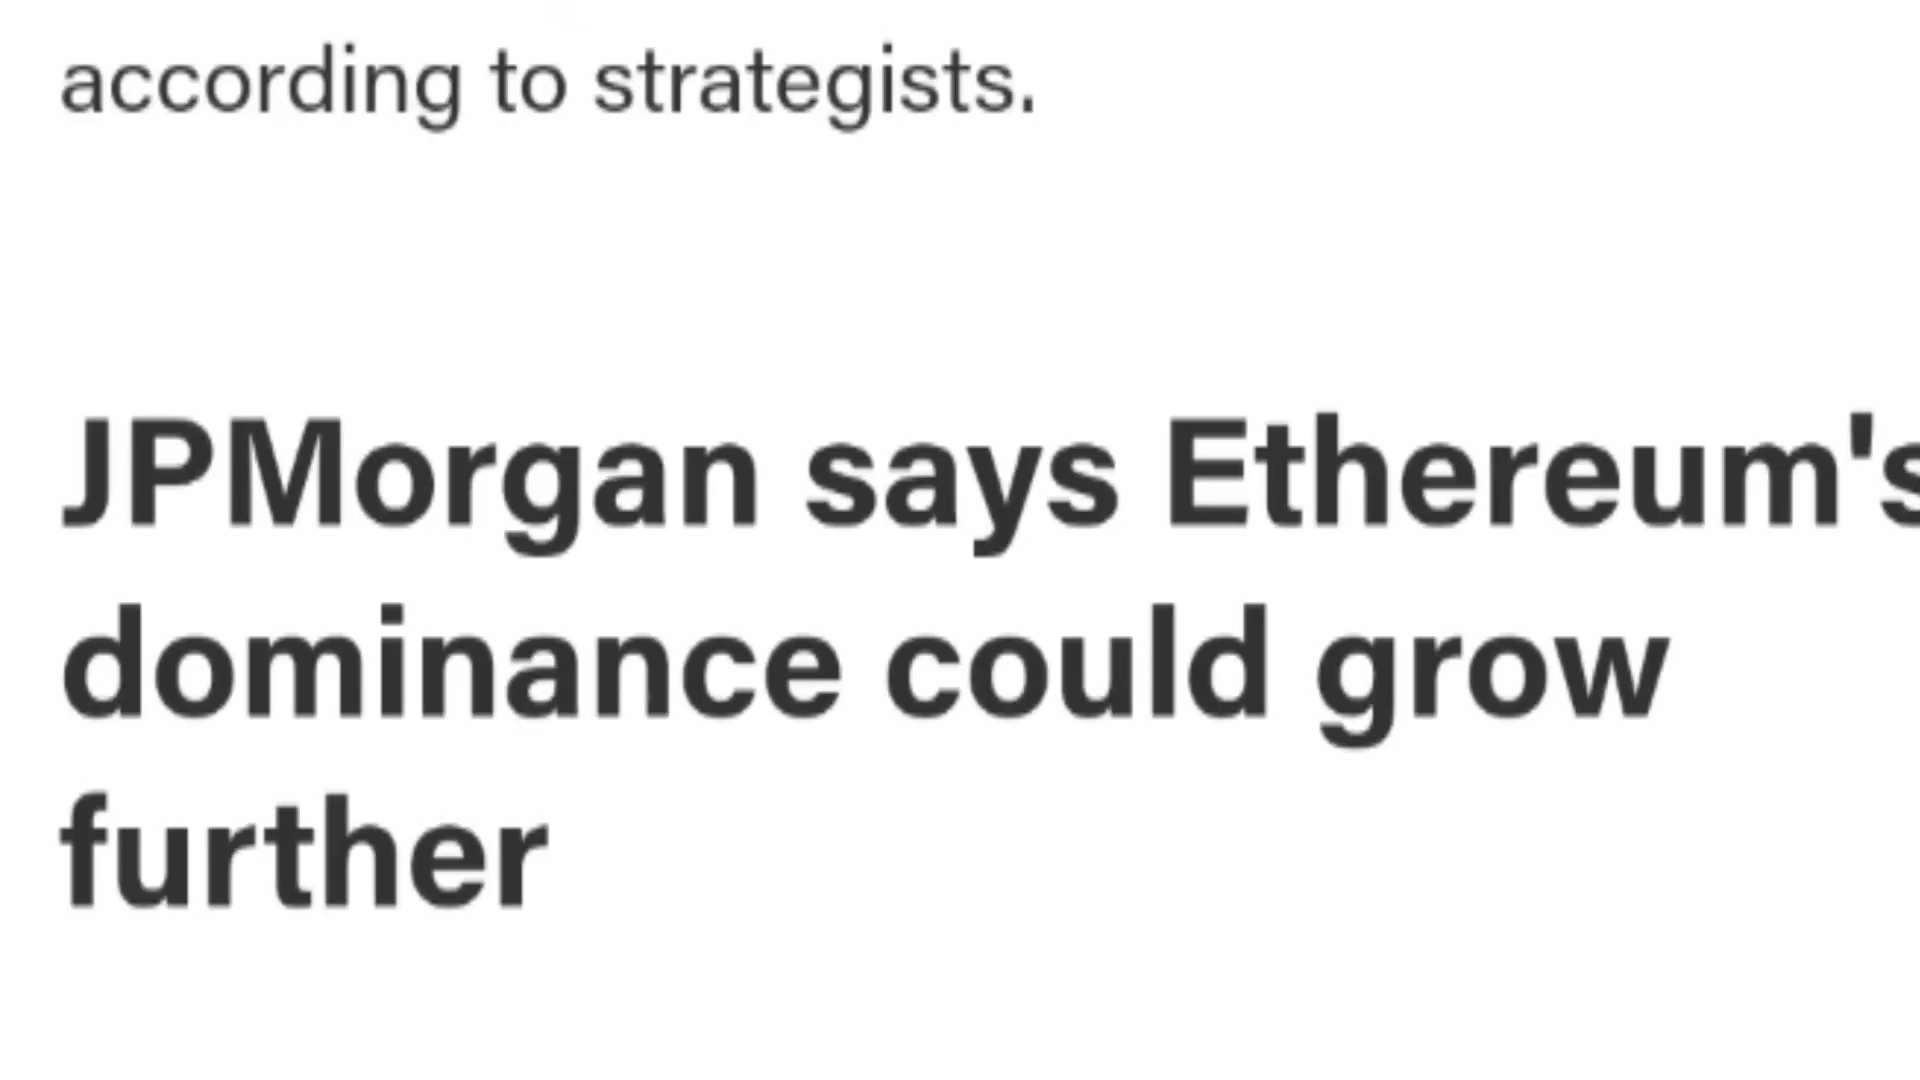 according to strategists.
JPMorgan says Ethereum's
dominance could grow
further